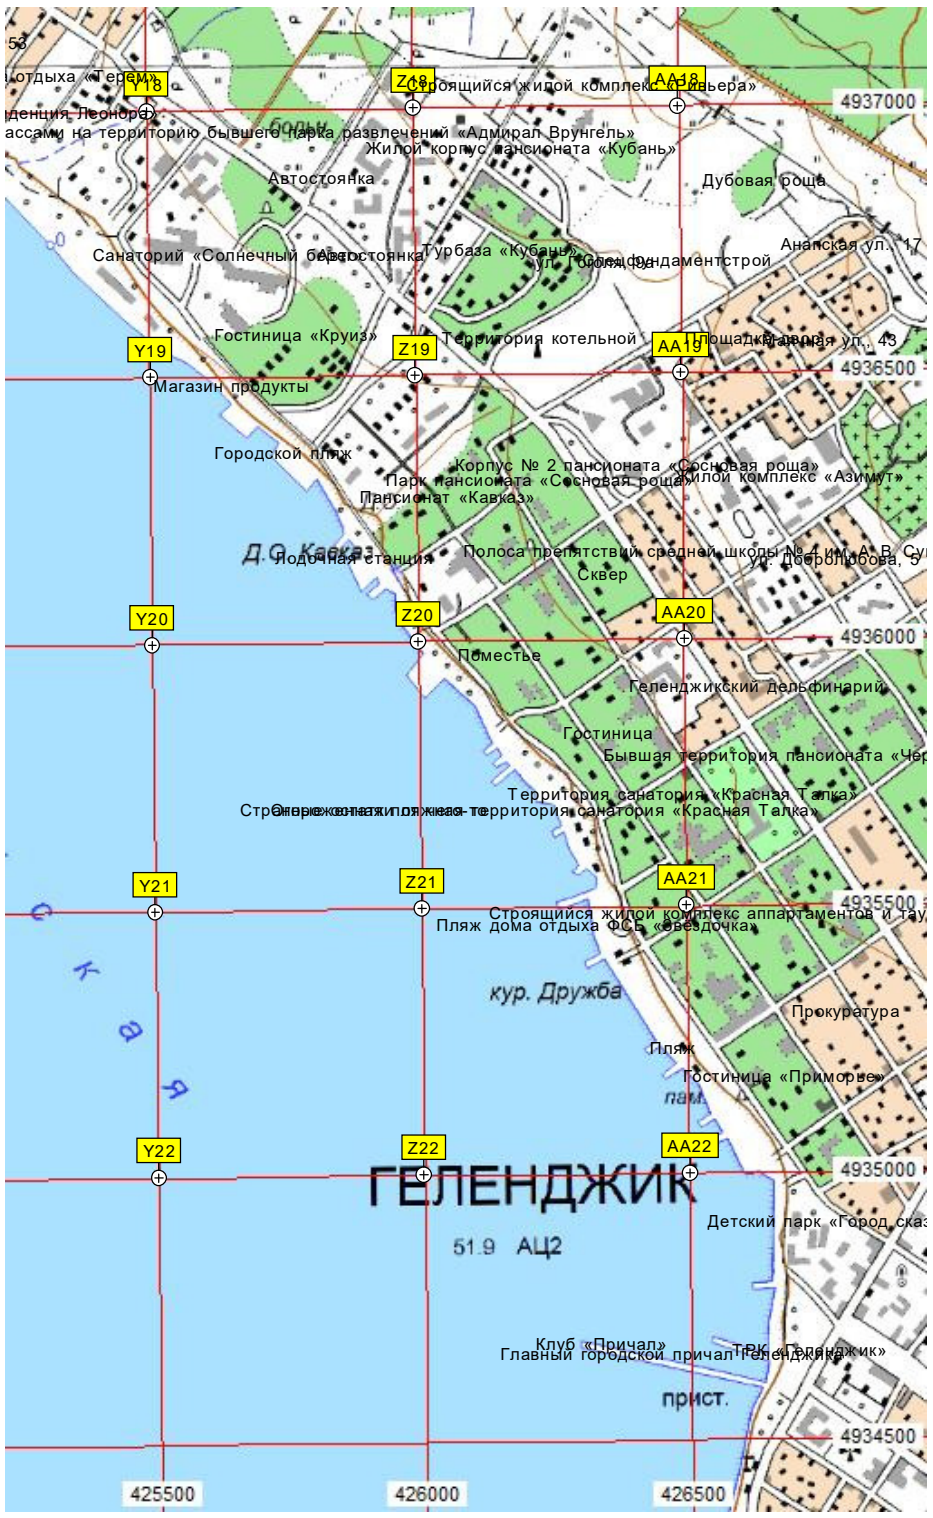 53
отдыха «Терем»
Y18
Z18
AA18
Строящийся жилой комплекс «Ривьера»
4937000
денция Леонора»
ассами на территорию бывшего парка развлечений «Адмирал Врунгель»
больн.
Жилой корпус пансионата «Кубань»
Автостоянка
Дубовая роща
Анапская ул., 17
Санаторий «Солнечный берег»
Автостоянка
Турбаза «Кубань»
Спецфундаментстрой
Гостиница «Круиз»
Территория котельной
Y19
Z19
AA19
4936500
Магазин продукты
Городской пляж
Корпус № 2 пансионата «Сосновая роща»
Жилой комплекс «Азимут»
Парк пансионата «Сосновая роща»
Пансионат «Кавказ»
Д.О.
Д.О. Кавказ
Лодочная станция
Полоса препятствий средней школы № 4 им. А. В. Су
ул. Добролюбова, 5
Сквер
Y20
Z20
AA20
4936000
Поместье
Геленджикский дельфинарий
Гостиница
Бывшая территория пансионата «Чер
Территория санатория «Красная Талка»
территория санатория «Красная Талка»
Y21
Z21
AA21
4935500
с
Строящийся жилой комплекс аппартаментов и тау
Пляж дома отдыха ФСБ «Звездочка»
к
кур. Дружба
Прокуратура
а
Пляж
я
Гостиница «Приморье»
пам.
Y22
Z22
AA22
4935000
ГЕЛЕНДЖИК
Детский парк «Город сказ
51.9 АЦ2
Клуб «Причал»
ТРК «Геленджик»
Главный городской причал Геленджика
прист.
4934500
425500
426000
426500